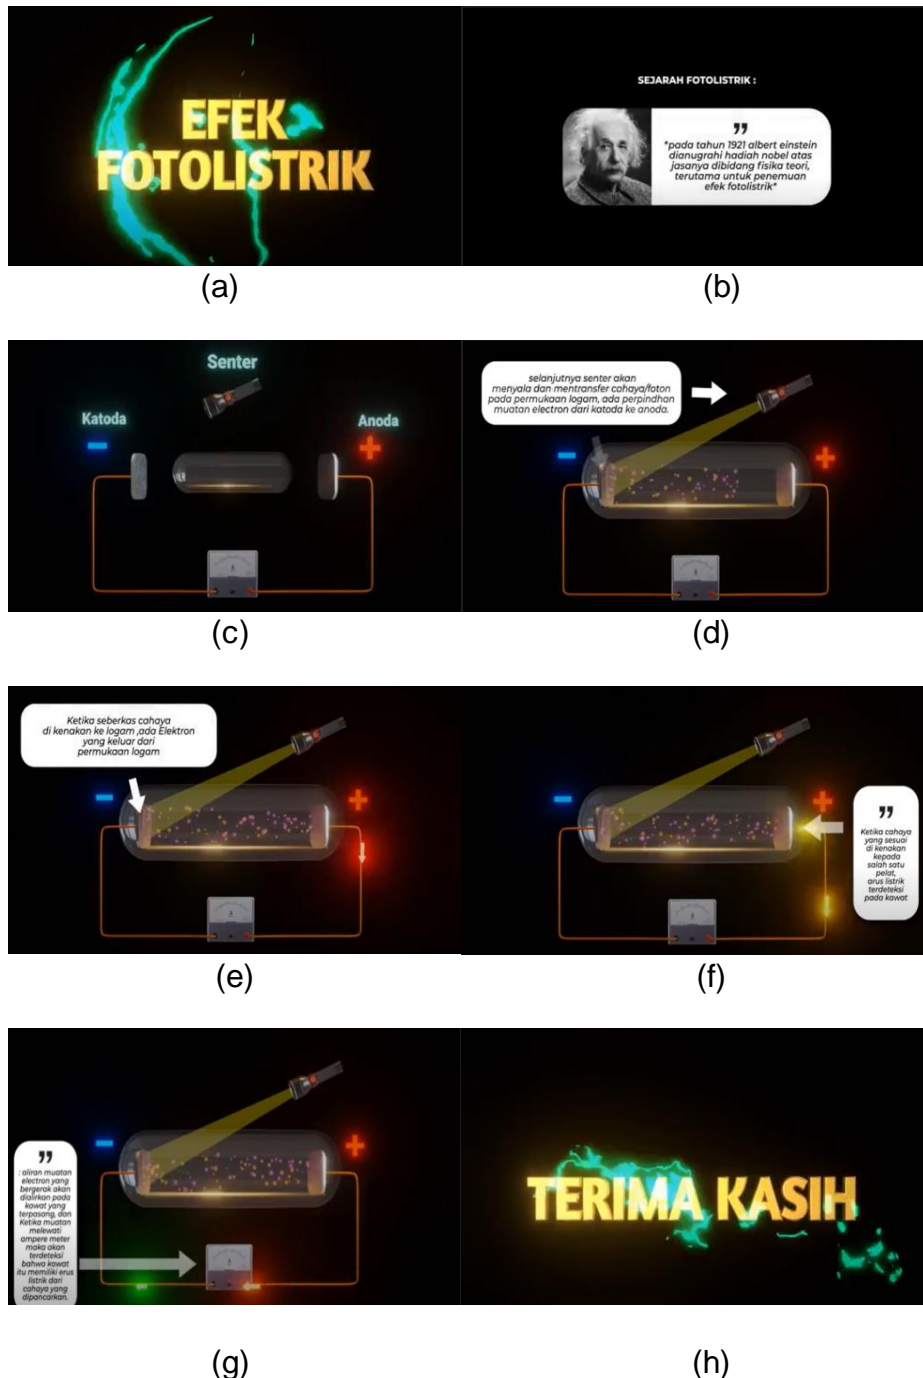 EFEK
FOTOLISTRIK
SEJARAH FOTOLISTRIK :
"
*pada tahun 1921 albert einstein
dianugrahi hadiah nobel atas
jasanya dibidang fisika teori,
terutama untuk penemuan
efek fotolistrik*
(a)
(b)
Senter
Katoda
Anoda
selanjutnya senter akan
menyala dan mentransfer cahaya/foton
pada permukaan logam, ada perpindhan
muatan electron dari katoda ke anoda.
(c)
(d)
Ketika seberkas cahaya
di kenakan ke logam ,ada Elektron
yang keluar dari
permukaan logam
"
Ketika cahaya
yang sesuai
di kenakan
kepada
salah satu
pelat,
arus listrik
terdeteksi
pada kawat
(e)
(f)
"
: aliran muatan
electron yang
bergerak akan
dialirkan pada
kawat yang
terpasang, dan
Ketika muatan
melewati
ampere meter
maka akan
terdeteksi
bahwa kawat
itu memiliki erus
listrik dari
cahaya yang
dipancarkan.
TERIMA KASIH
(g)
(h)